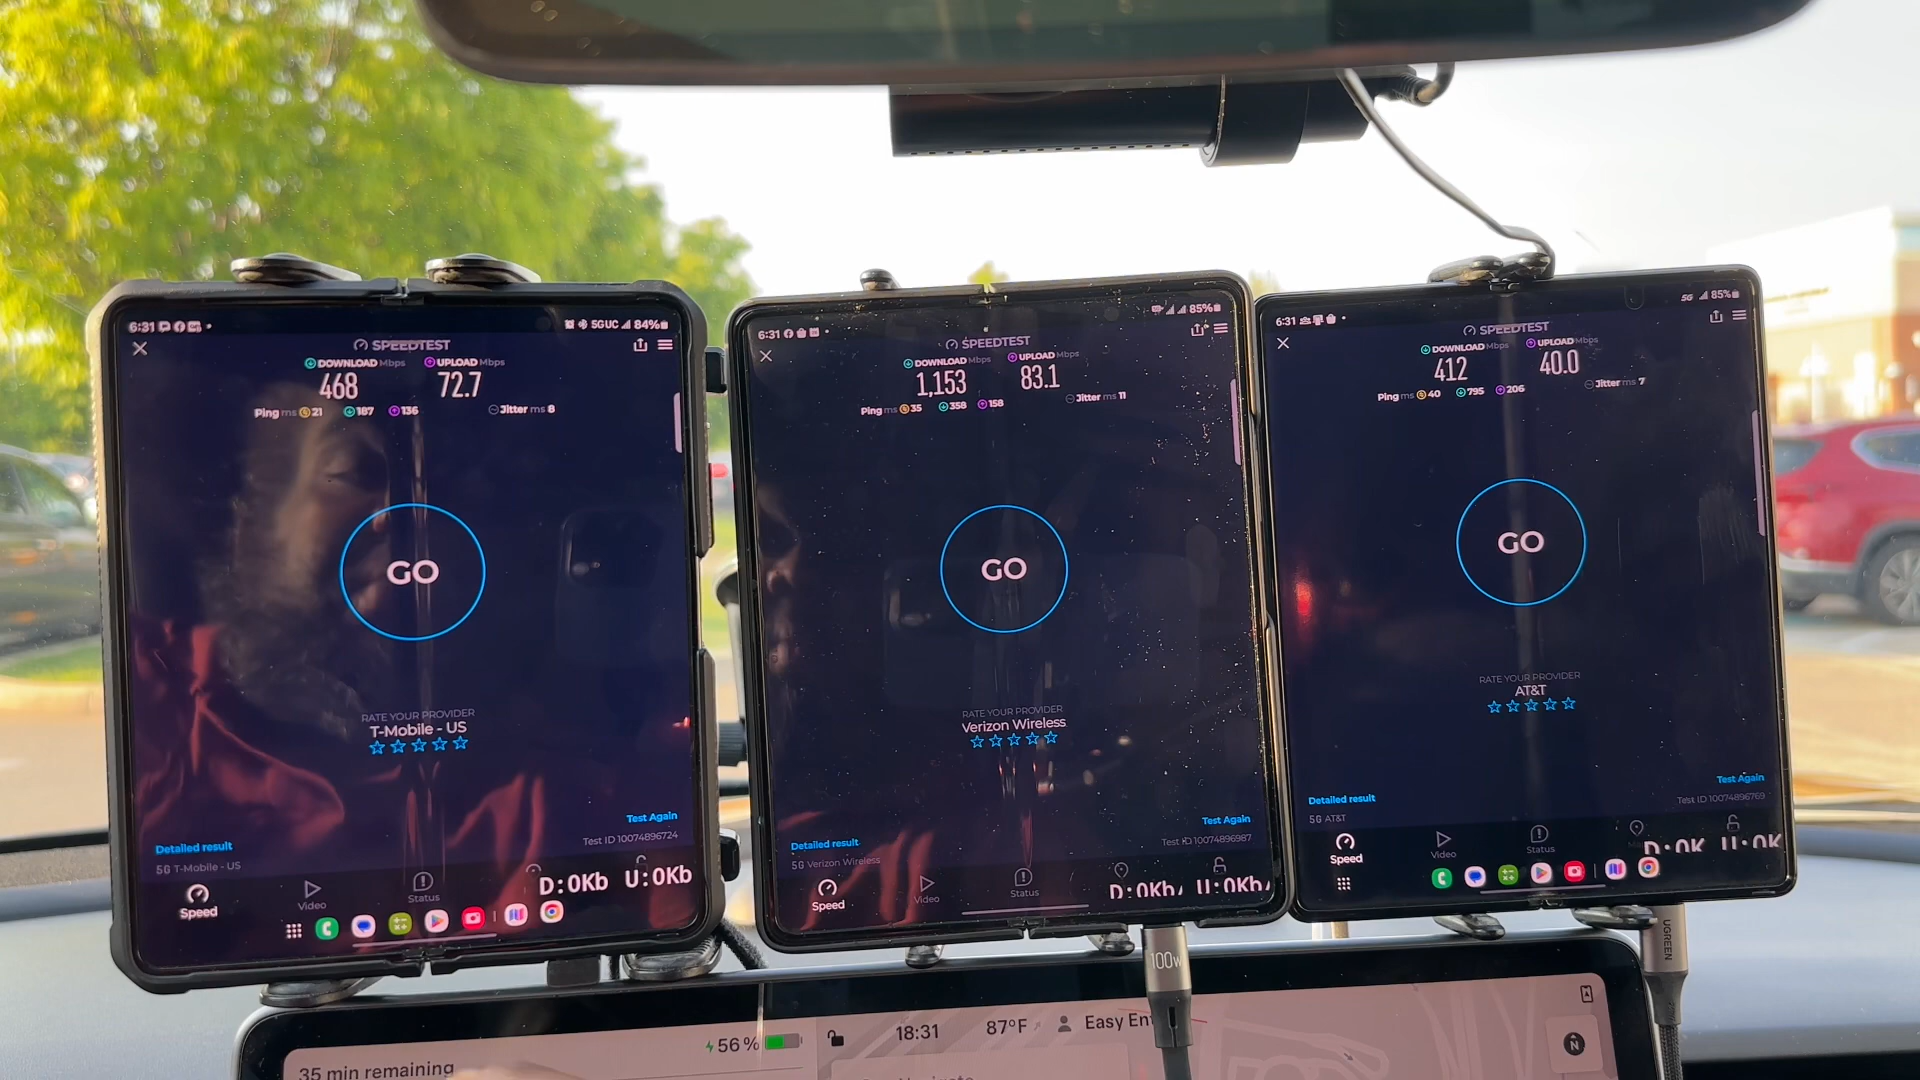 6:31
5GUC 84%
SPEEDTEST
DOWNLOAD Mbps UPLOAD Mbps
468 72.7
Ping ms 21 187 136 Jitter ms 8
GO
RATE YOUR PROVIDER
T-Mobile - US
Test Again
Detailed result
Test ID 10074896724
5G T-Mobile - US
Speed Video Status
D:0Kb U:0Kb
6:31
85%
SPEEDTEST
DOWNLOAD Mbps UPLOAD Mbps
1,153 83.1
Ping ms 35 358 158 Jitter ms 11
GO
RATE YOUR PROVIDER
Verizon Wireless
Test Again
Detailed result
Test ID 10074896987
5G Verizon Wireless
Speed Video Status
D:0Kb/ U:0Kb/
6:31
5G 85%
SPEEDTEST
DOWNLOAD Mbps UPLOAD Mbps
412 40.0
Ping ms 40 795 206 Jitter ms 7
GO
RATE YOUR PROVIDER
AT&T
Test Again
Detailed result
Test ID 10074896769
5G AT&T
Speed Video Status
D:0K U:0K
100W
UGREEN
56% 18:31 87°F Easy En
35 min remaining
N